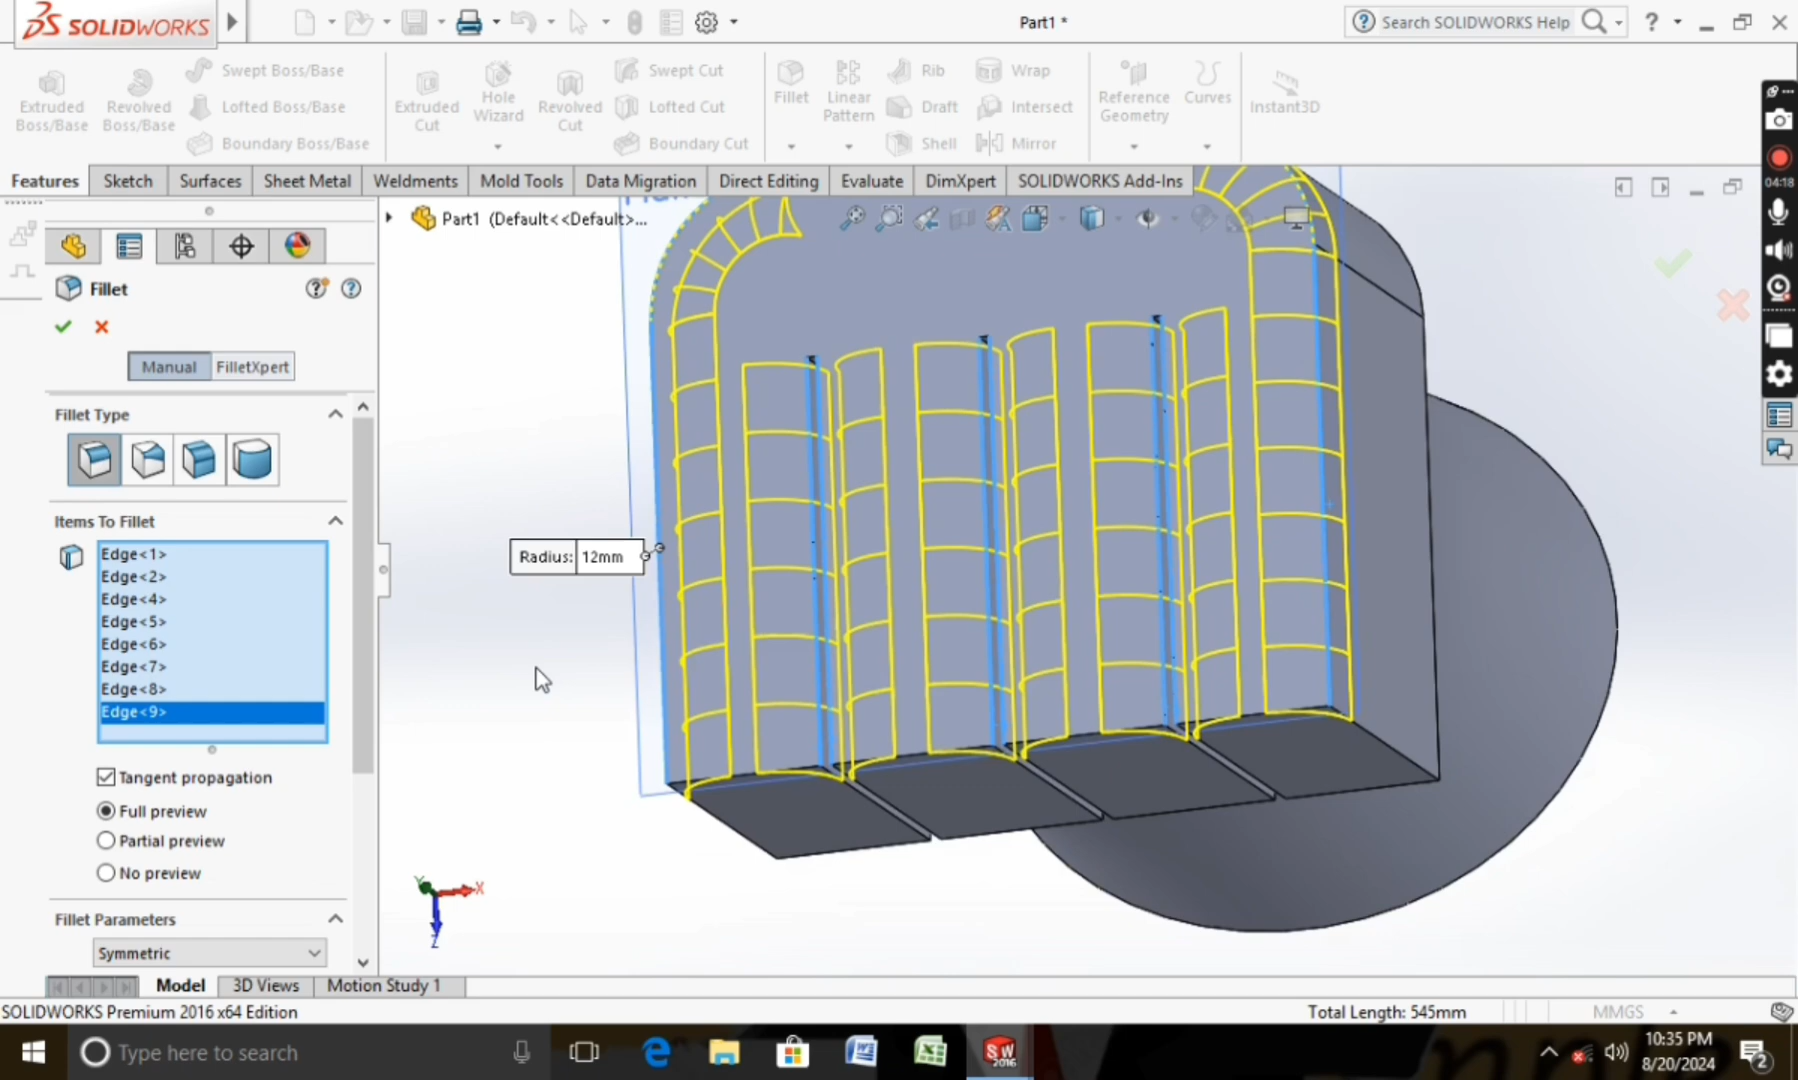 SOLIDWORKS
Part1 *
Search SOLIDWORKS Help
Extruded Boss/Base
Revolved Boss/Base
Swept Boss/Base
Lofted Boss/Base
Boundary Boss/Base
Extruded Cut
Hole Wizard
Revolved Cut
Swept Cut
Lofted Cut
Boundary Cut
Fillet
Linear Pattern
Rib
Draft
Shell
Wrap
Intersect
Mirror
Reference Geometry
Curves
Instant3D
Features
Sketch
Surfaces
Sheet Metal
Weldments
Mold Tools
Data Migration
Direct Editing
Evaluate
DimXpert
SOLIDWORKS Add-Ins
04:18
Part1 (Default<<Default>...
Fillet
Manual
FilletXpert
Fillet Type
Items To Fillet
Edge<1>
Edge<2>
Edge<4>
Edge<5>
Edge<6>
Edge<7>
Edge<8>
Edge<9>
Radius: 12mm
Tangent propagation
Full preview
Partial preview
No preview
Fillet Parameters
Symmetric
Y
X
Z
Model
3D Views
Motion Study 1
SOLIDWORKS Premium 2016 x64 Edition
Total Length: 545mm
MMGS
Type here to search
SW
2016
10:35 PM
8/20/2024
2